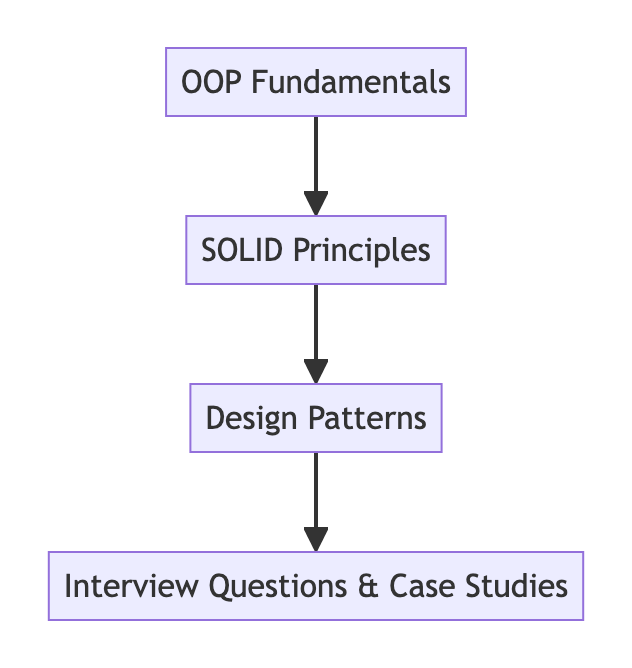 OOP Fundamentals
SOLID Principles
Design Patterns
Interview Questions & Case Studies